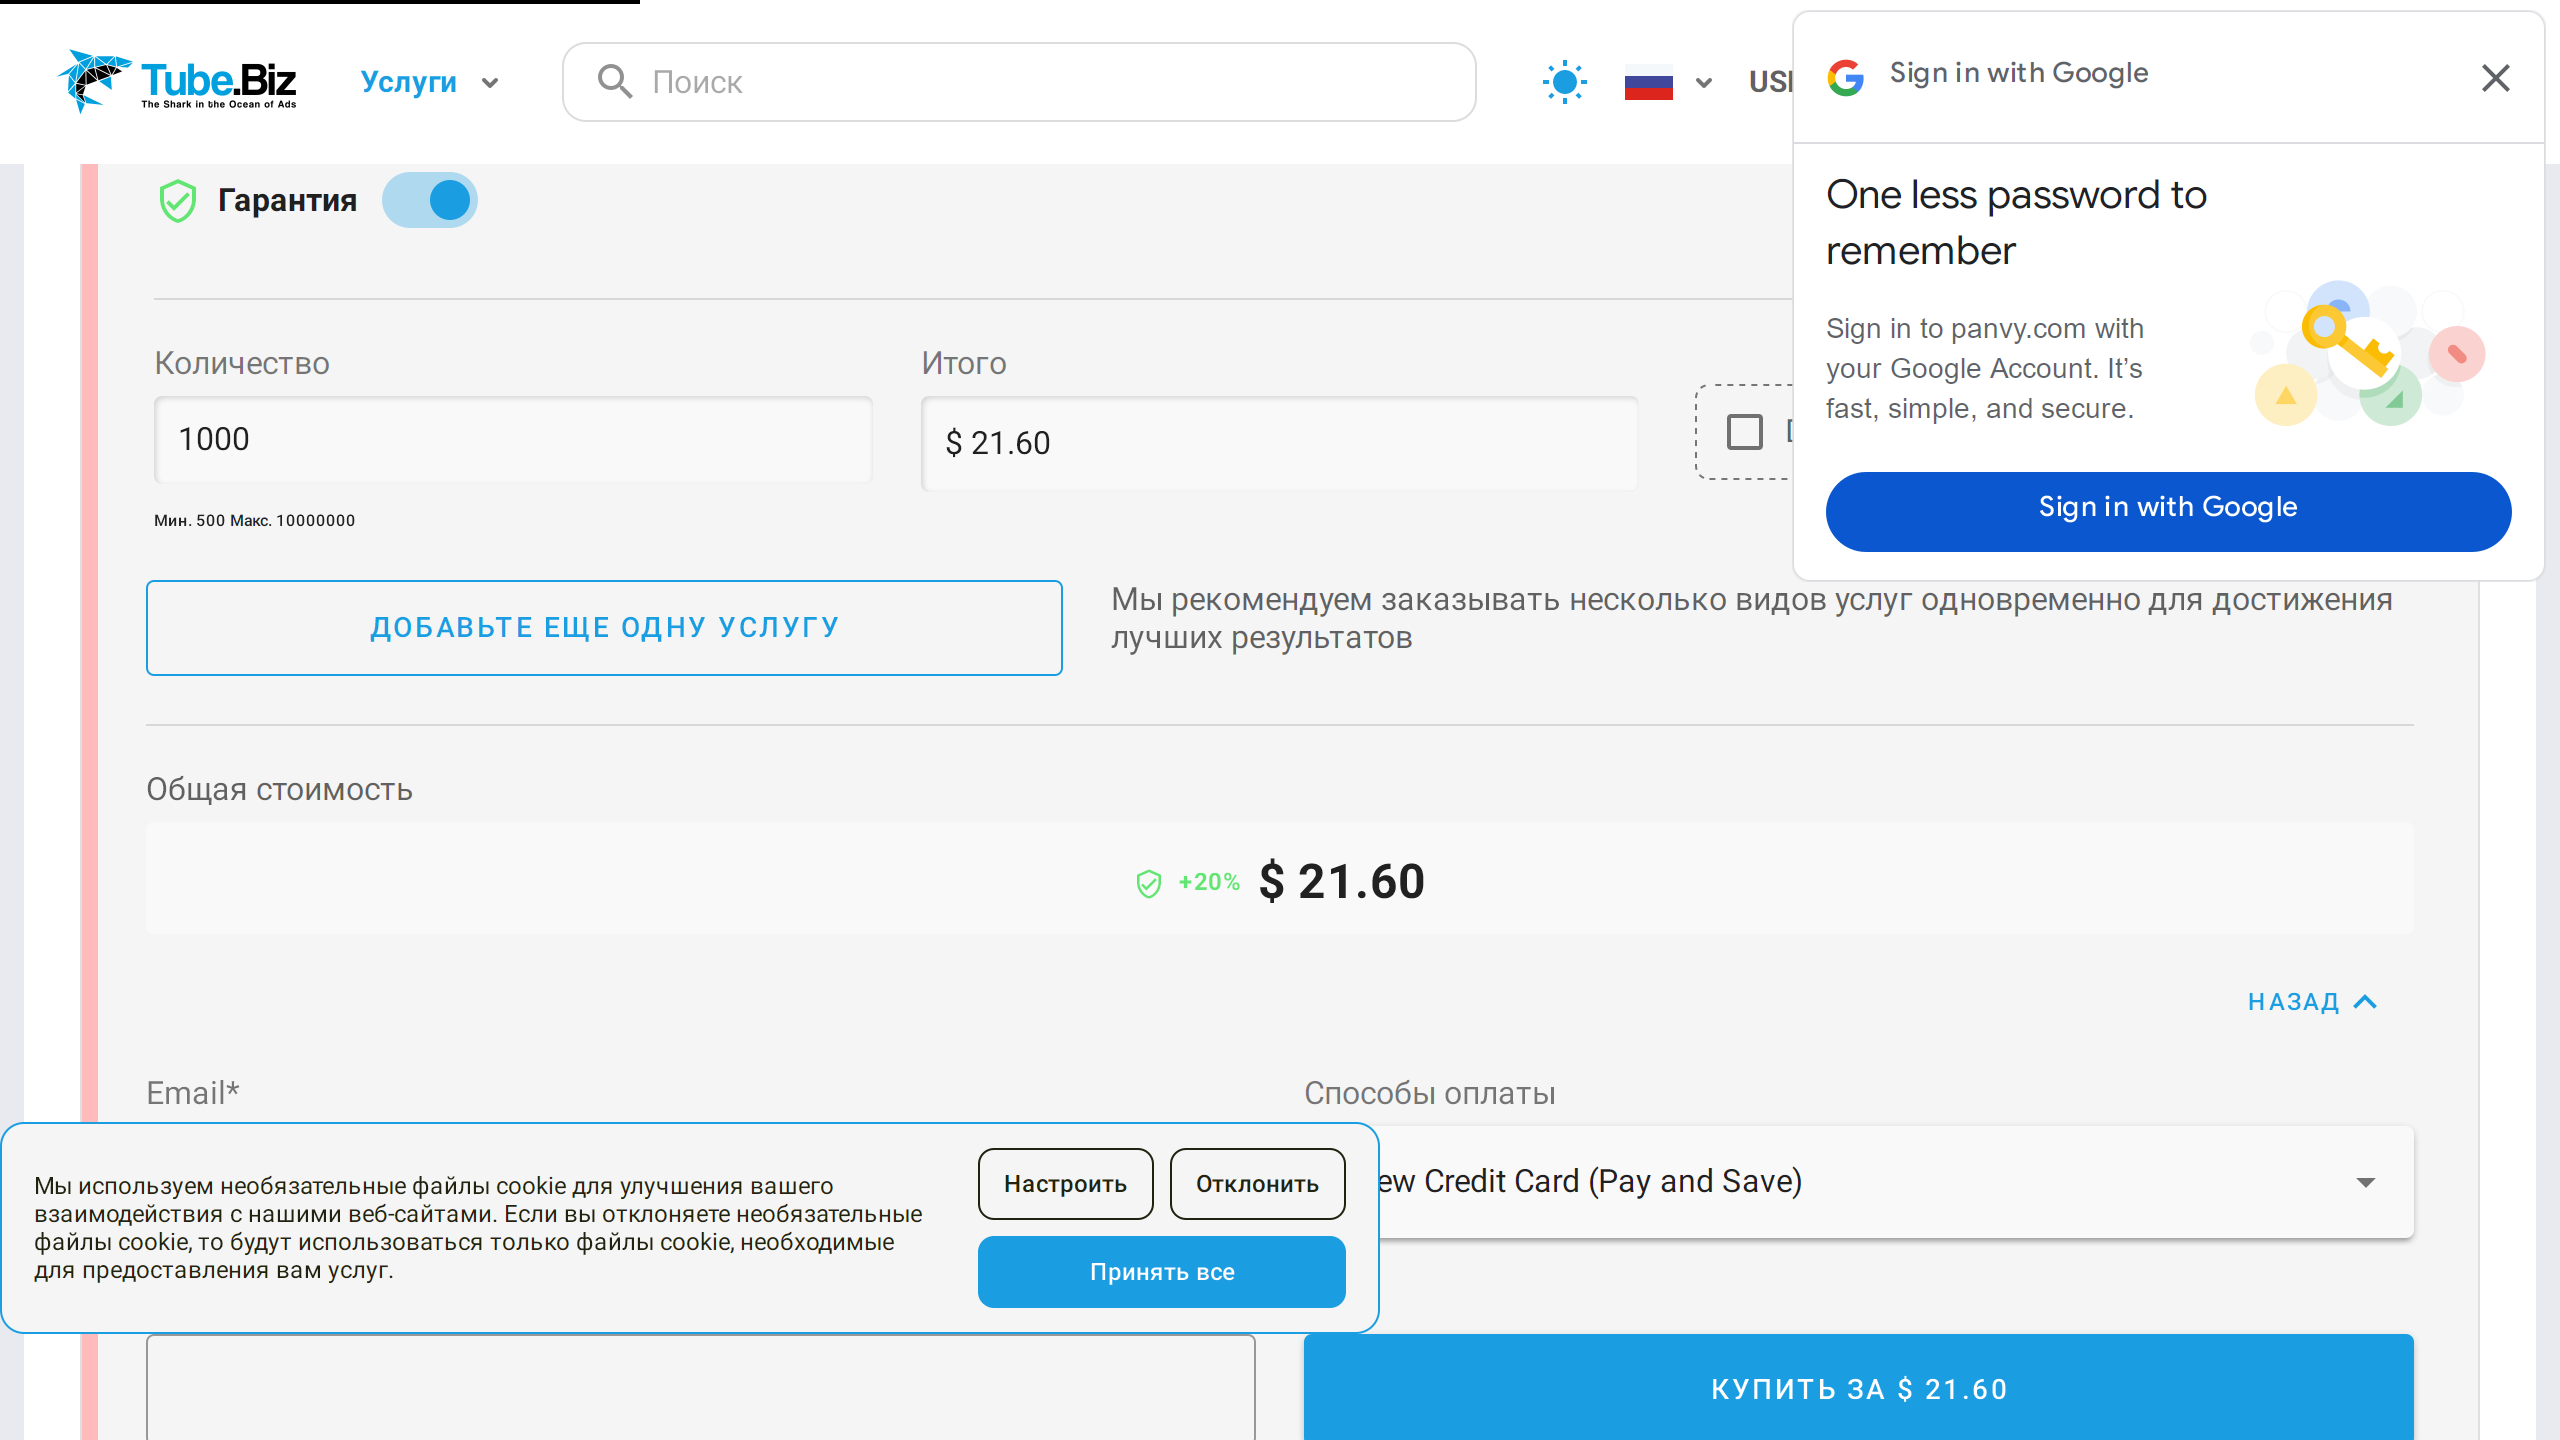 Tube.Biz
The Shark in the Ocean of Ads
Услуги
Поиск
Sign in with Google
One less password to
remember
Sign in to panvy.com with
your Google Account. It's
fast, simple, and secure.
Sign in with Google
Гарантия
Количество
1000
Мин. 500 Макс. 10000000
Итого
$ 21.60
ДОБАВЬТЕ ЕЩЕ ОДНУ УСЛУГУ
Мы рекомендуем заказывать несколько видов услуг одновременно для достижения
лучших результатов
Общая стоимость
+20% $ 21.60
НАЗАД
Email*
Способы оплаты
ew Credit Card (Pay and Save)
Мы используем необязательные файлы cookie для улучшения вашего
взаимодействия с нашими веб-сайтами. Если вы отклоняете необязательные
файлы cookie, то будут использоваться только файлы cookie, необходимые
для предоставления вам услуг.
Настроить
Отклонить
Принять все
КУПИТЬ ЗА $ 21.60